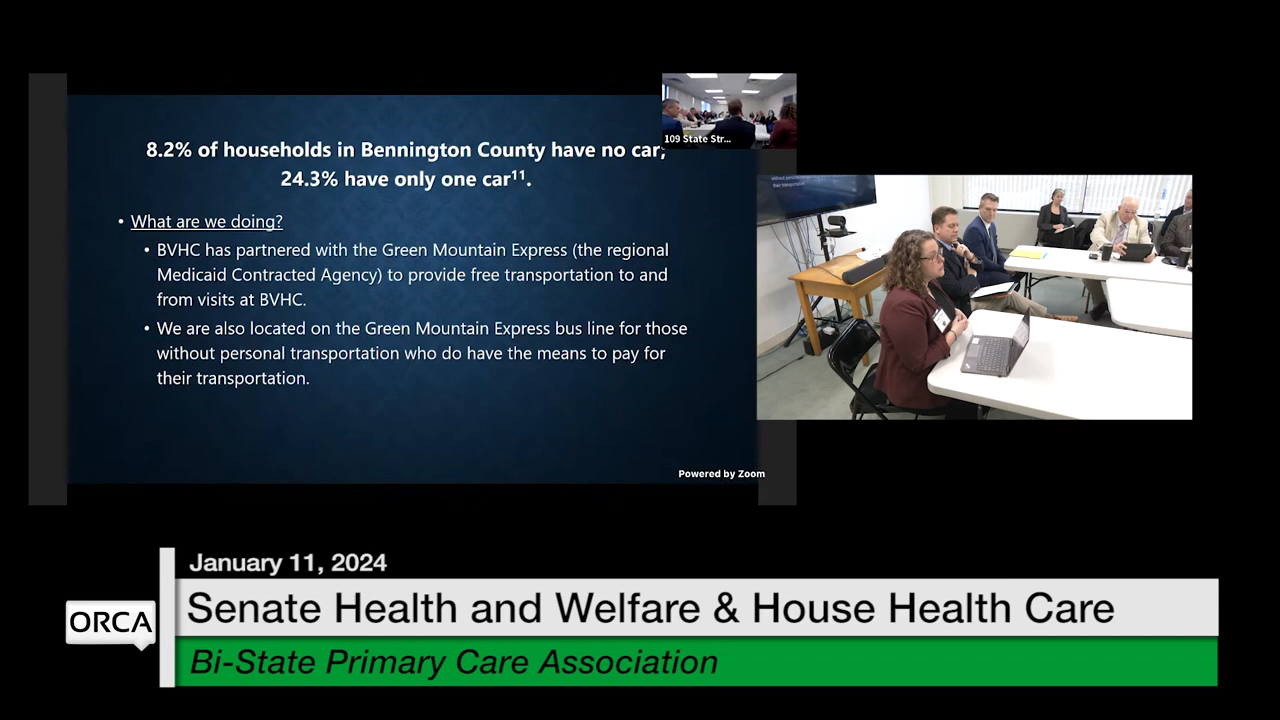 8.2% of households in Bennington County have no car;
24.3% have only one car¹¹.
• What are we doing?
• BVHC has partnered with the Green Mountain Express (the regional
Medicaid Contracted Agency) to provide free transportation to and
from visits at BVHC.
• We are also located on the Green Mountain Express bus line for those
without personal transportation who do have the means to pay for
their transportation.
109 State Str...
without personal
their transportation
Powered by Zoom
January 11, 2024
ORCA
Senate Health and Welfare & House Health Care
Bi-State Primary Care Association